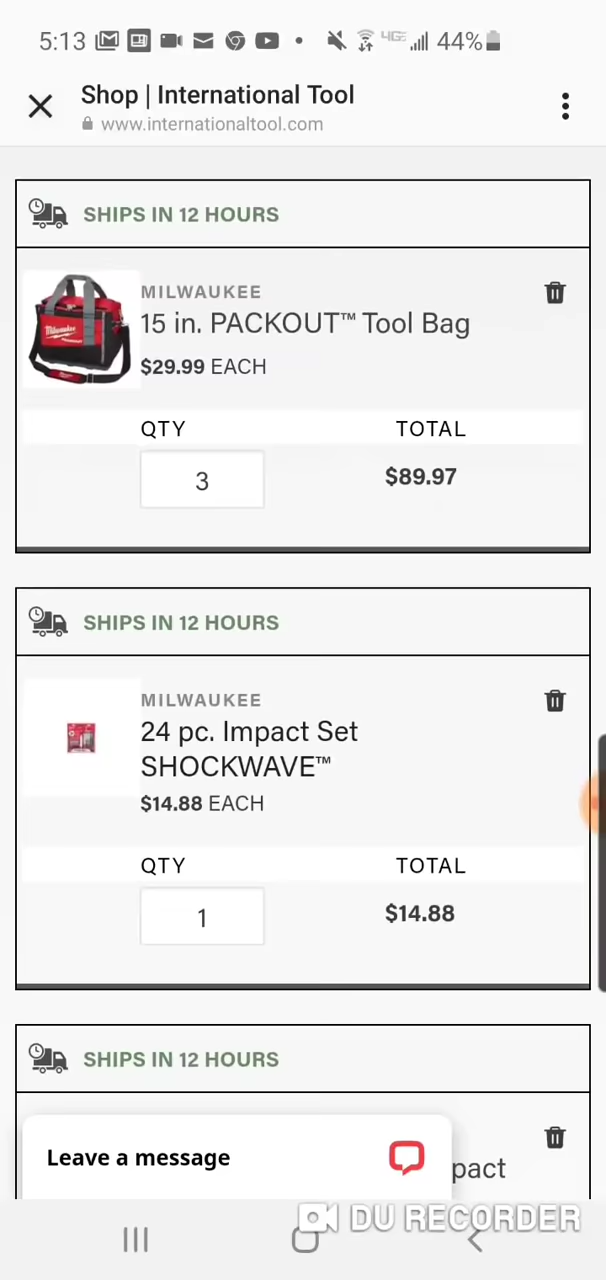 5:13 4GE 44%
Shop | International Tool
www.internationaltool.com
SHIPS IN 12 HOURS
Milwaukee
MILWAUKEE
15 in. PACKOUT™ Tool Bag
$29.99 EACH
QTY TOTAL
3 $89.97
SHIPS IN 12 HOURS
MILWAUKEE
24 pc. Impact Set
SHOCKWAVE™
$14.88 EACH
QTY TOTAL
1 $14.88
SHIPS IN 12 HOURS
Leave a message
pact
DU RECORDER